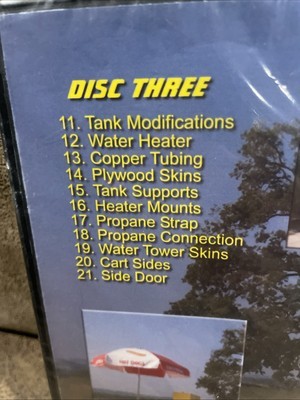 DISC THREE
11. Tank Modifications
12. Water Heater
13. Copper Tubing
14. Plywood Skins
15. Tank Supports
16. Heater Mounts
17. Propane Strap
18. Propane Connection
19. Water Tower Skins
20. Cart Sides
21. Side Door